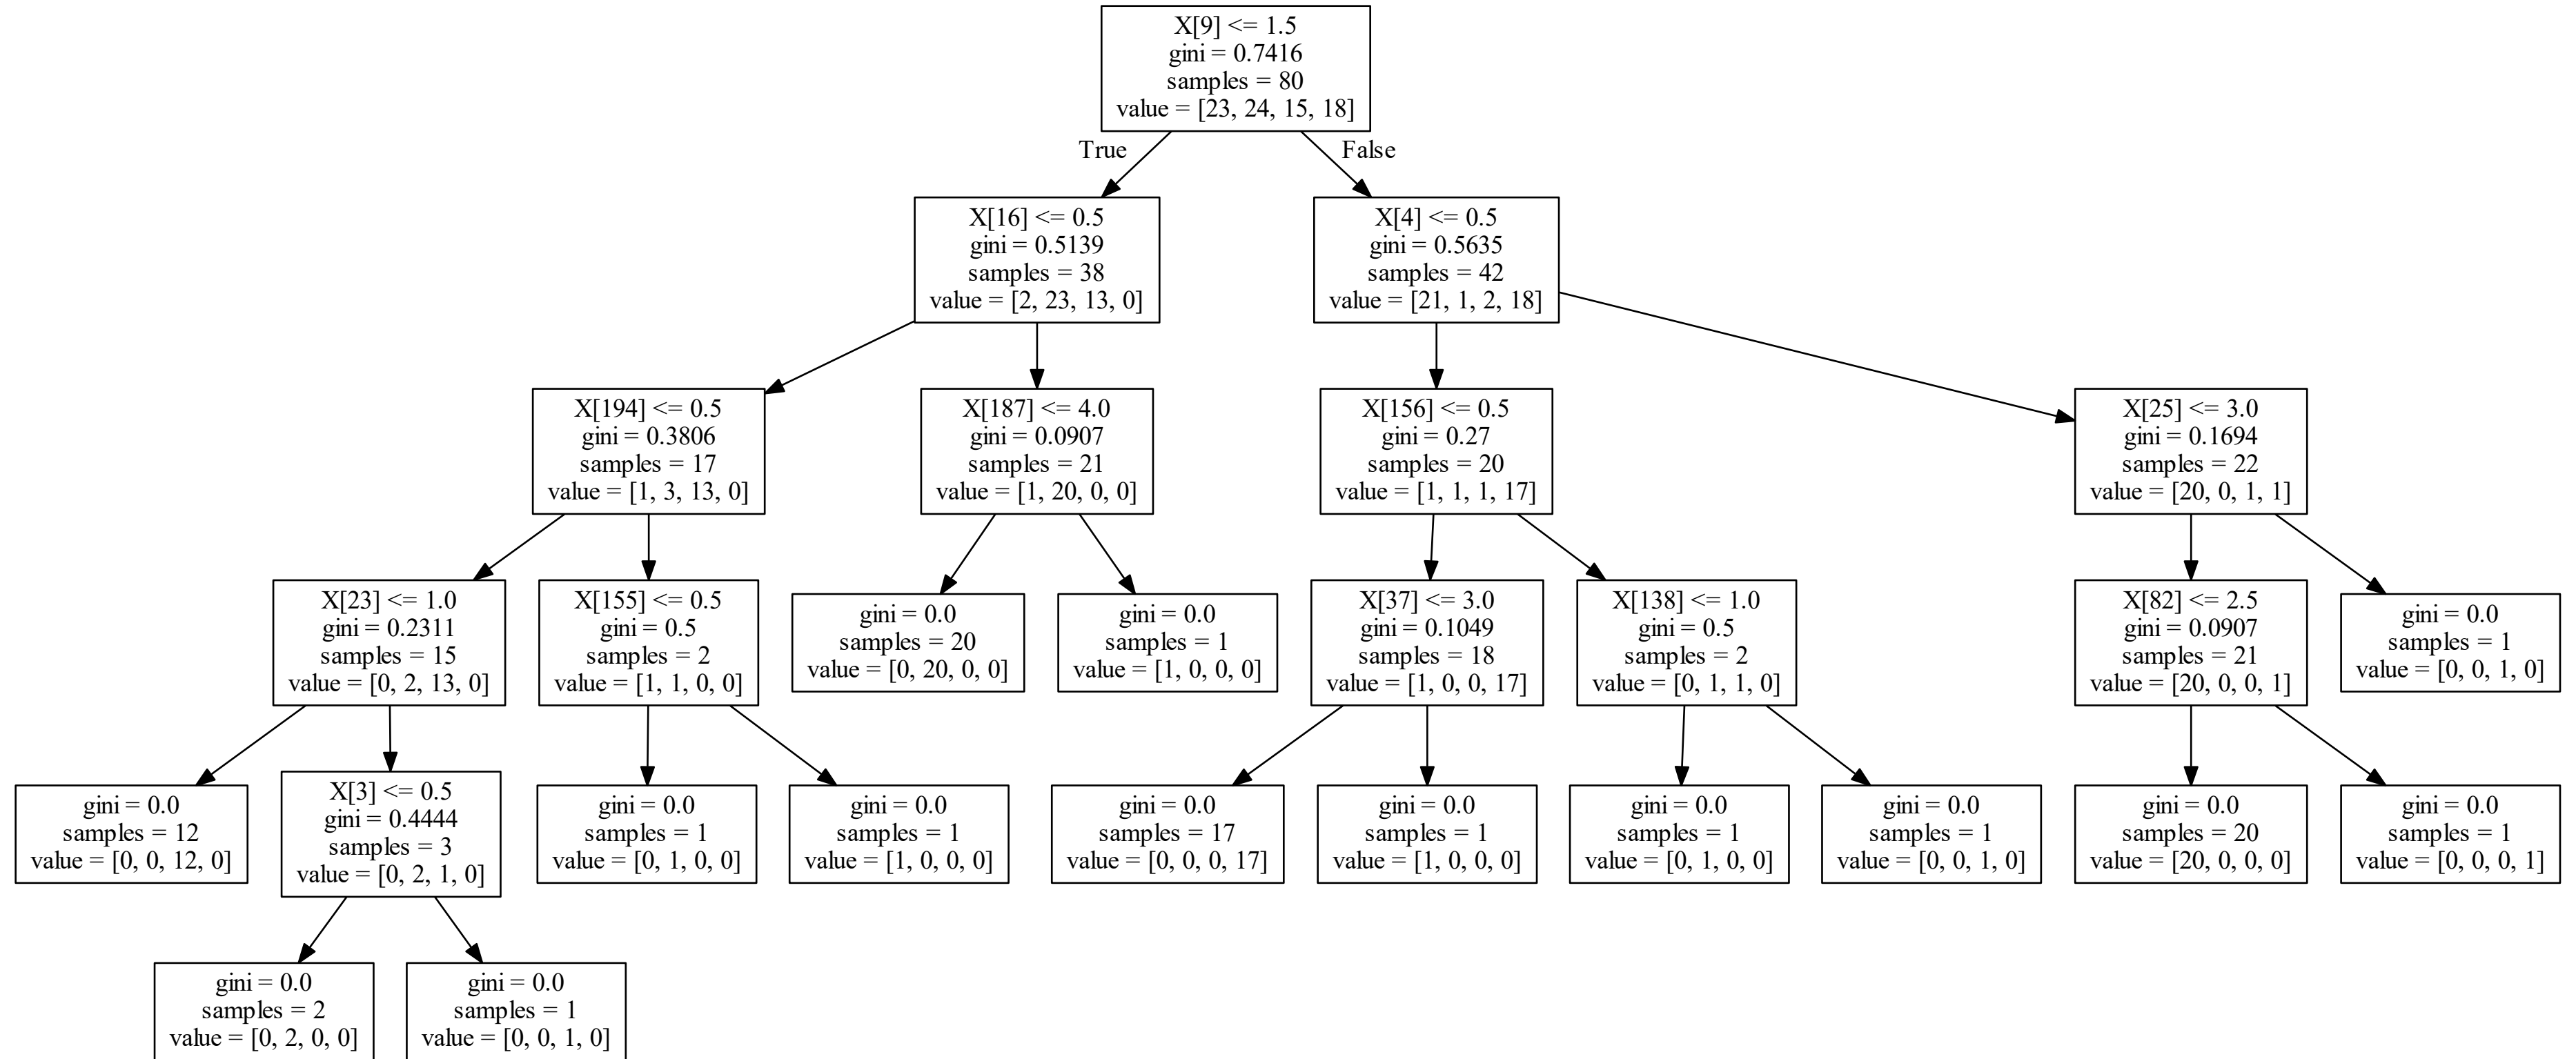 X[9] <= 1.5
gini = 0.7416
samples = 80
value = [23, 24, 15, 18]
True
False
X[16] <= 0.5
gini = 0.5139
samples = 38
value = [2, 23, 13, 0]
X[4] <= 0.5
gini = 0.5635
samples = 42
value = [21, 1, 2, 18]
X[194] <= 0.5
gini = 0.3806
samples = 17
value = [1, 3, 13, 0]
X[187] <= 4.0
gini = 0.0907
samples = 21
value = [1, 20, 0, 0]
X[156] <= 0.5
gini = 0.27
samples = 20
value = [1, 1, 1, 17]
X[25] <= 3.0
gini = 0.1694
samples = 22
value = [20, 0, 1, 1]
X[23] <= 1.0
gini = 0.2311
samples = 15
value = [0, 2, 13, 0]
X[155] <= 0.5
gini = 0.5
samples = 2
value = [1, 1, 0, 0]
gini = 0.0
samples = 20
value = [0, 20, 0, 0]
gini = 0.0
samples = 1
value = [1, 0, 0, 0]
X[37] <= 3.0
gini = 0.1049
samples = 18
value = [1, 0, 0, 17]
X[138] <= 1.0
gini = 0.5
samples = 2
value = [0, 1, 1, 0]
X[82] <= 2.5
gini = 0.0907
samples = 21
value = [20, 0, 0, 1]
gini = 0.0
samples = 1
value = [0, 0, 1, 0]
gini = 0.0
samples = 12
value = [0, 0, 12, 0]
X[3] <= 0.5
gini = 0.4444
samples = 3
value = [0, 2, 1, 0]
gini = 0.0
samples = 1
value = [0, 1, 0, 0]
gini = 0.0
samples = 1
value = [1, 0, 0, 0]
gini = 0.0
samples = 17
value = [0, 0, 0, 17]
gini = 0.0
samples = 1
value = [1, 0, 0, 0]
gini = 0.0
samples = 1
value = [0, 1, 0, 0]
gini = 0.0
samples = 1
value = [0, 0, 1, 0]
gini = 0.0
samples = 20
value = [20, 0, 0, 0]
gini = 0.0
samples = 1
value = [0, 0, 0, 1]
gini = 0.0
samples = 2
value = [0, 2, 0, 0]
gini = 0.0
samples = 1
value = [0, 0, 1, 0]